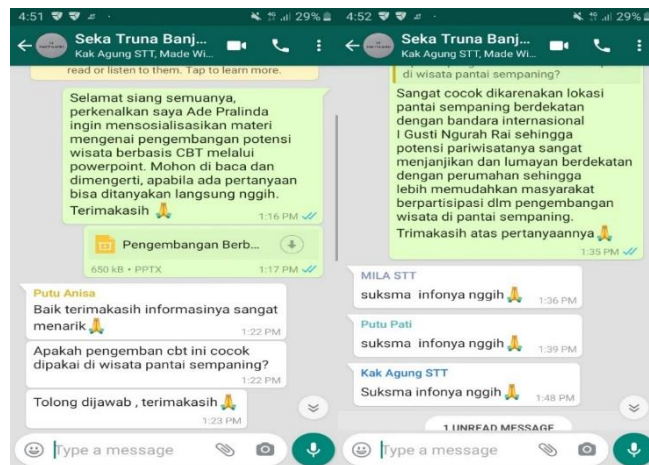 4:51 4G 29%
Seka Truna Banj...
Kak Agung STT, Made Wi...
read or listen to them. Tap to learn more.
Selamat siang semuanya,
perkenalkan saya Ade Pralinda
ingin mensosialisasikan materi
mengenai pengembangan potensi
wisata berbasis CBT melalui
powerpoint. Mohon di baca dan
dimengerti, apabila ada pertanyaan
bisa ditanyakan langsung nggih.
Terimakasih 🙏
1:16 PM
Pengembangan Berb...
650 kB • PPTX 1:17 PM
Putu Anisa
Baik terimakasih informasinya sangat
menarik 🙏
1:22 PM
Apakah pengemban cbt ini cocok
dipakai di wisata pantai sempaning?
1:22 PM
Tolong dijawab , terimakasih 🙏
1:23 PM
Type a message
4:52 4G 29%
Seka Truna Banj...
Kak Agung STT, Made Wi...
di wisata pantai sempaning?
Sangat cocok dikarenakan lokasi
pantai sempaning berdekatan
dengan bandara internasional
I Gusti Ngurah Rai sehingga
potensi pariwisatanya sangat
menjanjikan dan lumayan berdekatan
dengan perumahan sehingga
lebih memudahkan masyarakat
berpartisipasi dlm pengembangan
wisata di pantai sempaning.
Trimakasih atas pertanyaannya 🙏
1:35 PM
MILA STT
suksma infonya nggih 🙏 1:36 PM
Putu Pati
suksma infonya nggih 🙏 1:39 PM
Kak Agung STT
Suksma infonya nggih 🙏 1:48 PM
1 UNREAD MESSAGE
Type a message